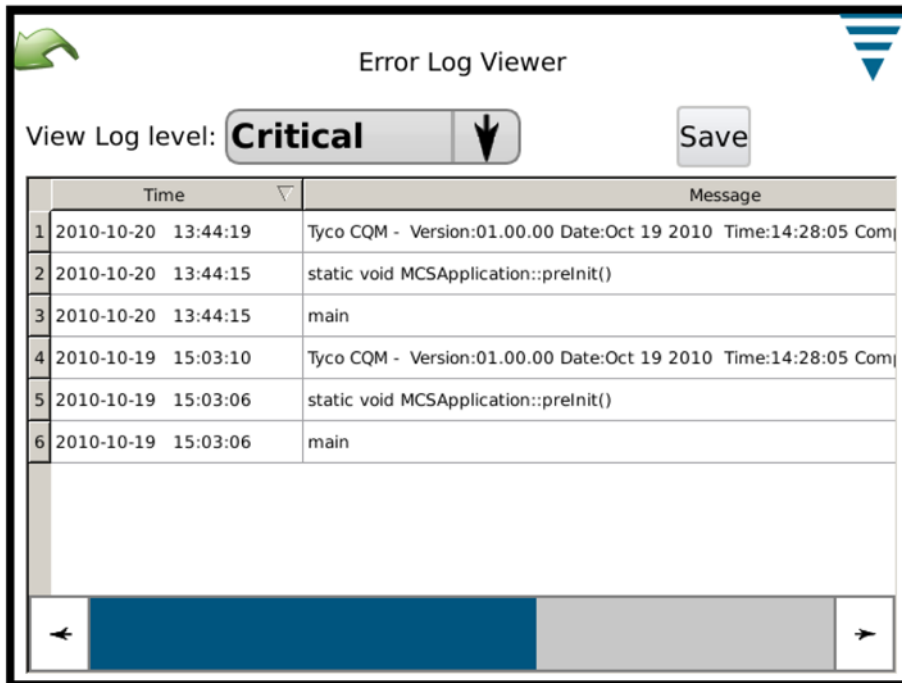 Error Log Viewer
View Log level: Critical Save
Time Message
1 2010-10-20 13:44:19 Tyco CQM - Version:01.00.00 Date:Oct 19 2010 Time:14:28:05
2 2010-10-20 13:44:15 static void MCSApplication::preInit()
3 2010-10-20 13:44:15 main
4 2010-10-19 15:03:10 Tyco CQM - Version:01.00.00 Date:Oct 19 2010 Time:14:28:05
5 2010-10-19 15:03:06 static void MCSApplication::preInit()
6 2010-10-19 15:03:06 main